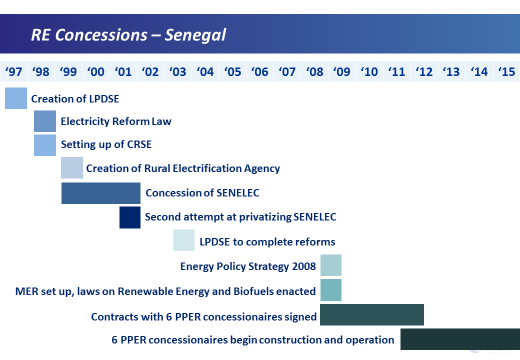 RE Concessions – Senegal
‘97 ‘98 ‘99 ‘00 ‘01 ‘02 ‘03 ‘04 ‘05 ‘06 ‘07 ‘08 ‘09 ‘10 ‘11 ‘12 ‘13 ‘14 ‘15
Creation of LPDSE
Electricity Reform Law
Setting up of CRSE
Creation of Rural Electrification Agency
Concession of SENELEC
Second attempt at privatizing SENELEC
LPDSE to complete reforms
Energy Policy Strategy 2008
MER set up, laws on Renewable Energy and Biofuels enacted
Contracts with 6 PPER concessionaires signed
6 PPER concessionaires begin construction and operation